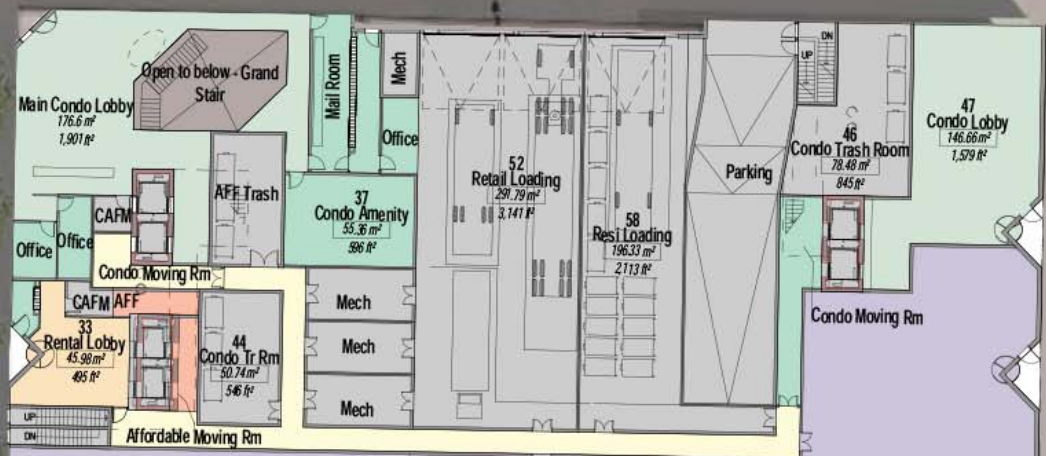 Main Condo Lobby
176.6 m²
1,901 ft²
Open to below - Grand
Stair
Mail Room
Mech
Office
AFF Trash
37
Condo Amenity
55.36 m²
596 ft²
52
Retail Loading
291.79 m²
3,141 ft²
58
Resi Loading
196.33 m²
2113 ft²
Parking
UP
DN
46
Condo Trash Room
78.48 m²
845 ft²
47
Condo Lobby
146.66 m²
1,579 ft²
Office
Office
CAFM
Condo Moving Rm
CAFM
AFF
33
Rental Lobby
45.98 m²
495 ft²
44
Condo Tr Rm
50.74 m²
546 ft²
Mech
Mech
Mech
Condo Moving Rm
UP
DN
Affordable Moving Rm